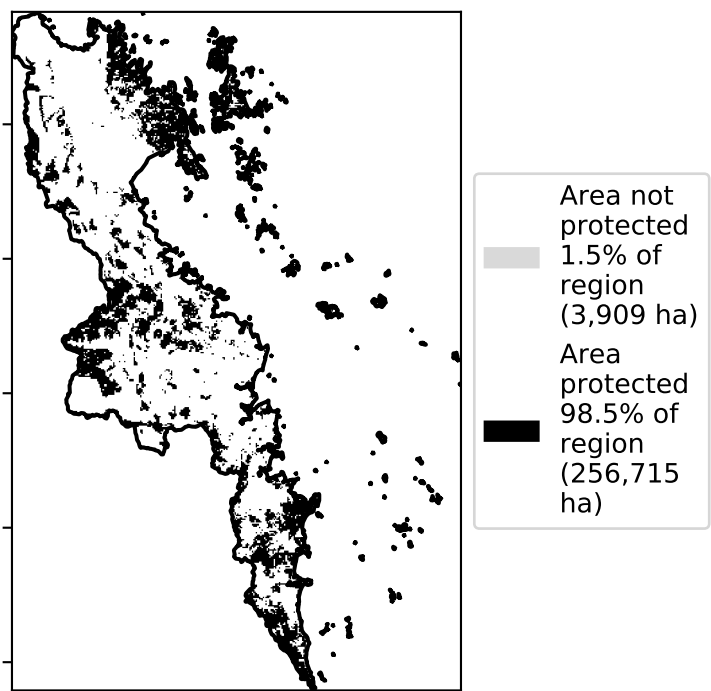 Area not
protected
1.5% of
region
(3,909 ha)
Area
protected
98.5% of
region
(256,715
ha)